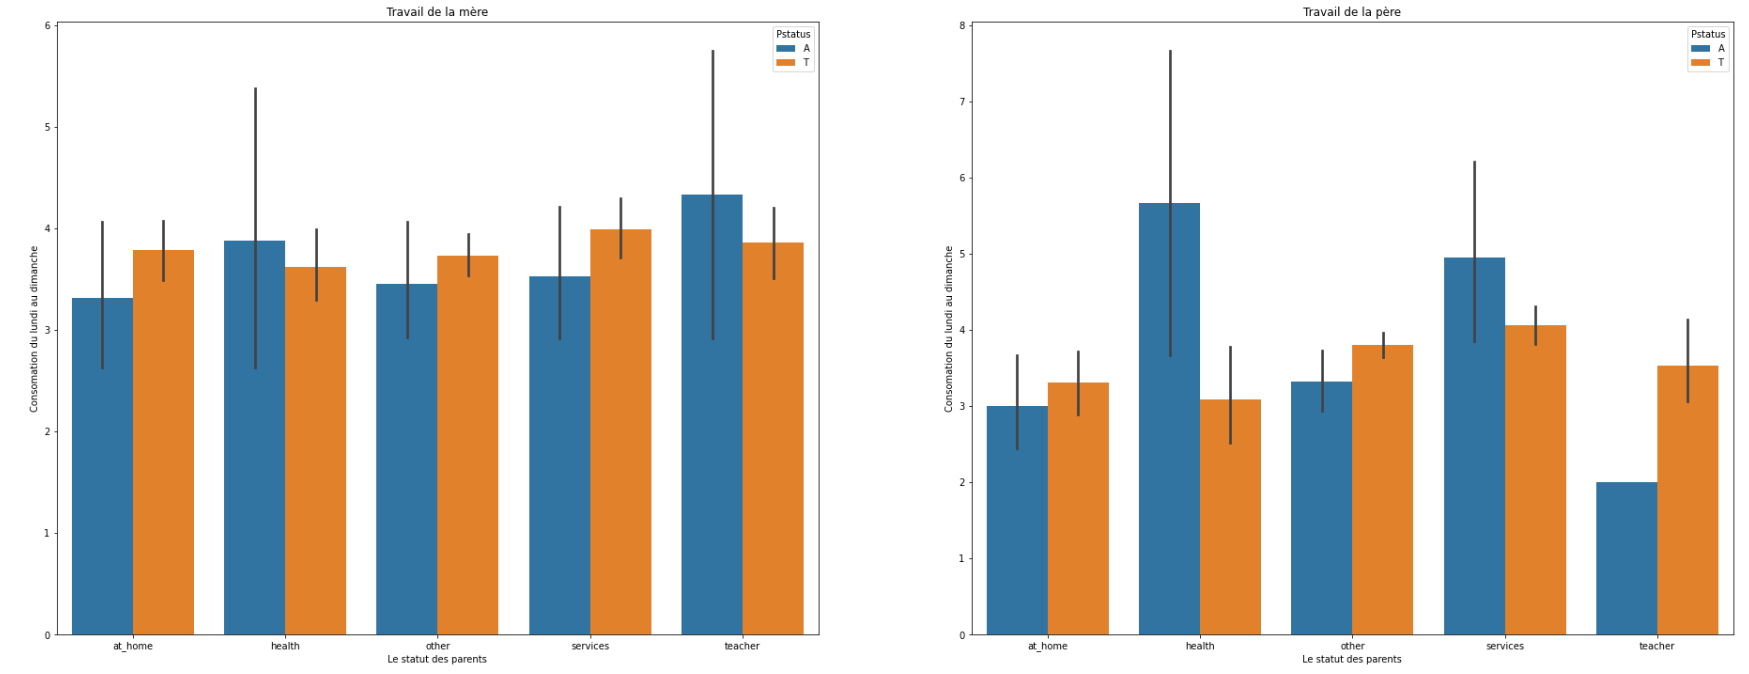 Travail de la mère
Pstatus
A
T
6
5
4
3
2
1
0
Consomation du lundi au dimanche
at_home health other services teacher
Le statut des parents
Travail de la père
Pstatus
A
T
8
7
6
5
4
3
2
1
0
Consomation du lundi au dimanche
at_home health other services teacher
Le statut des parents